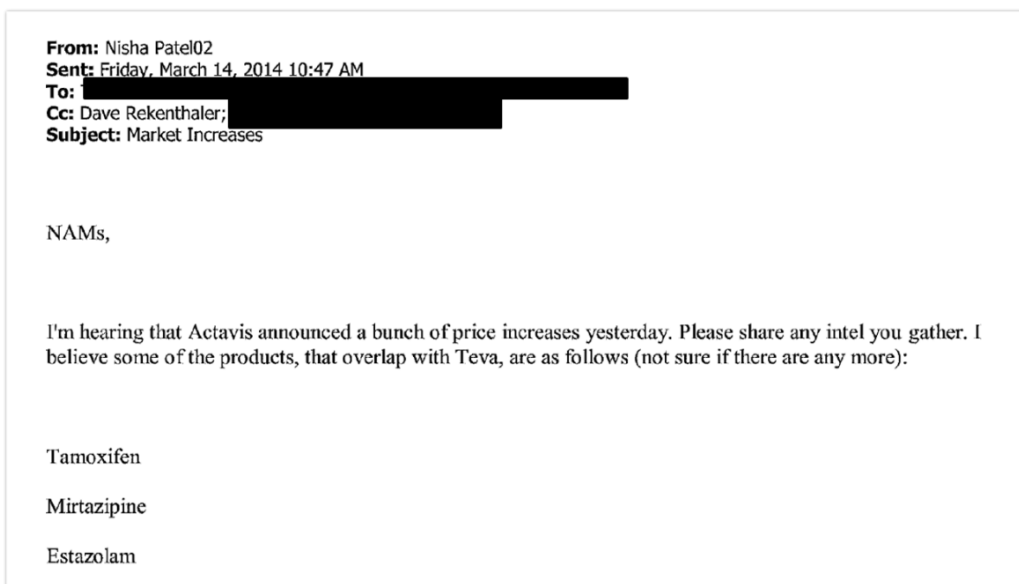 From: Nisha Patel02
Sent: Friday, March 14, 2014 10:47 AM
To:
Cc: Dave Rekenthaler;
Subject: Market Increases
NAMs,
I'm hearing that Actavis announced a bunch of price increases yesterday. Please share any intel you gather. I
believe some of the products, that overlap with Teva, are as follows (not sure if there are any more):
Tamoxifen
Mirtazipine
Estazolam